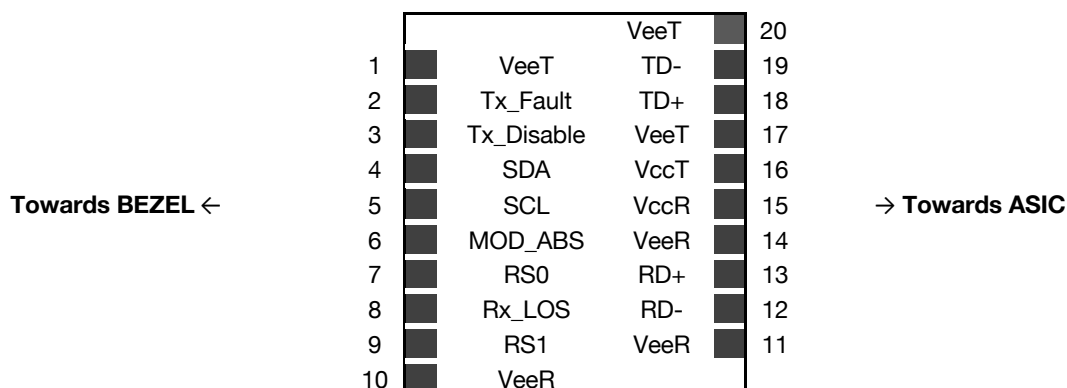 VeeT 20
1 VeeT TD- 19
2 Tx_Fault TD+ 18
3 Tx_Disable VeeT 17
4 SDA VccT 16
Towards BEZEL ← 5 SCL VccR 15 → Towards ASIC
6 MOD_ABS VeeR 14
7 RS0 RD+ 13
8 Rx_LOS RD- 12
9 RS1 VeeR 11
10 VeeR